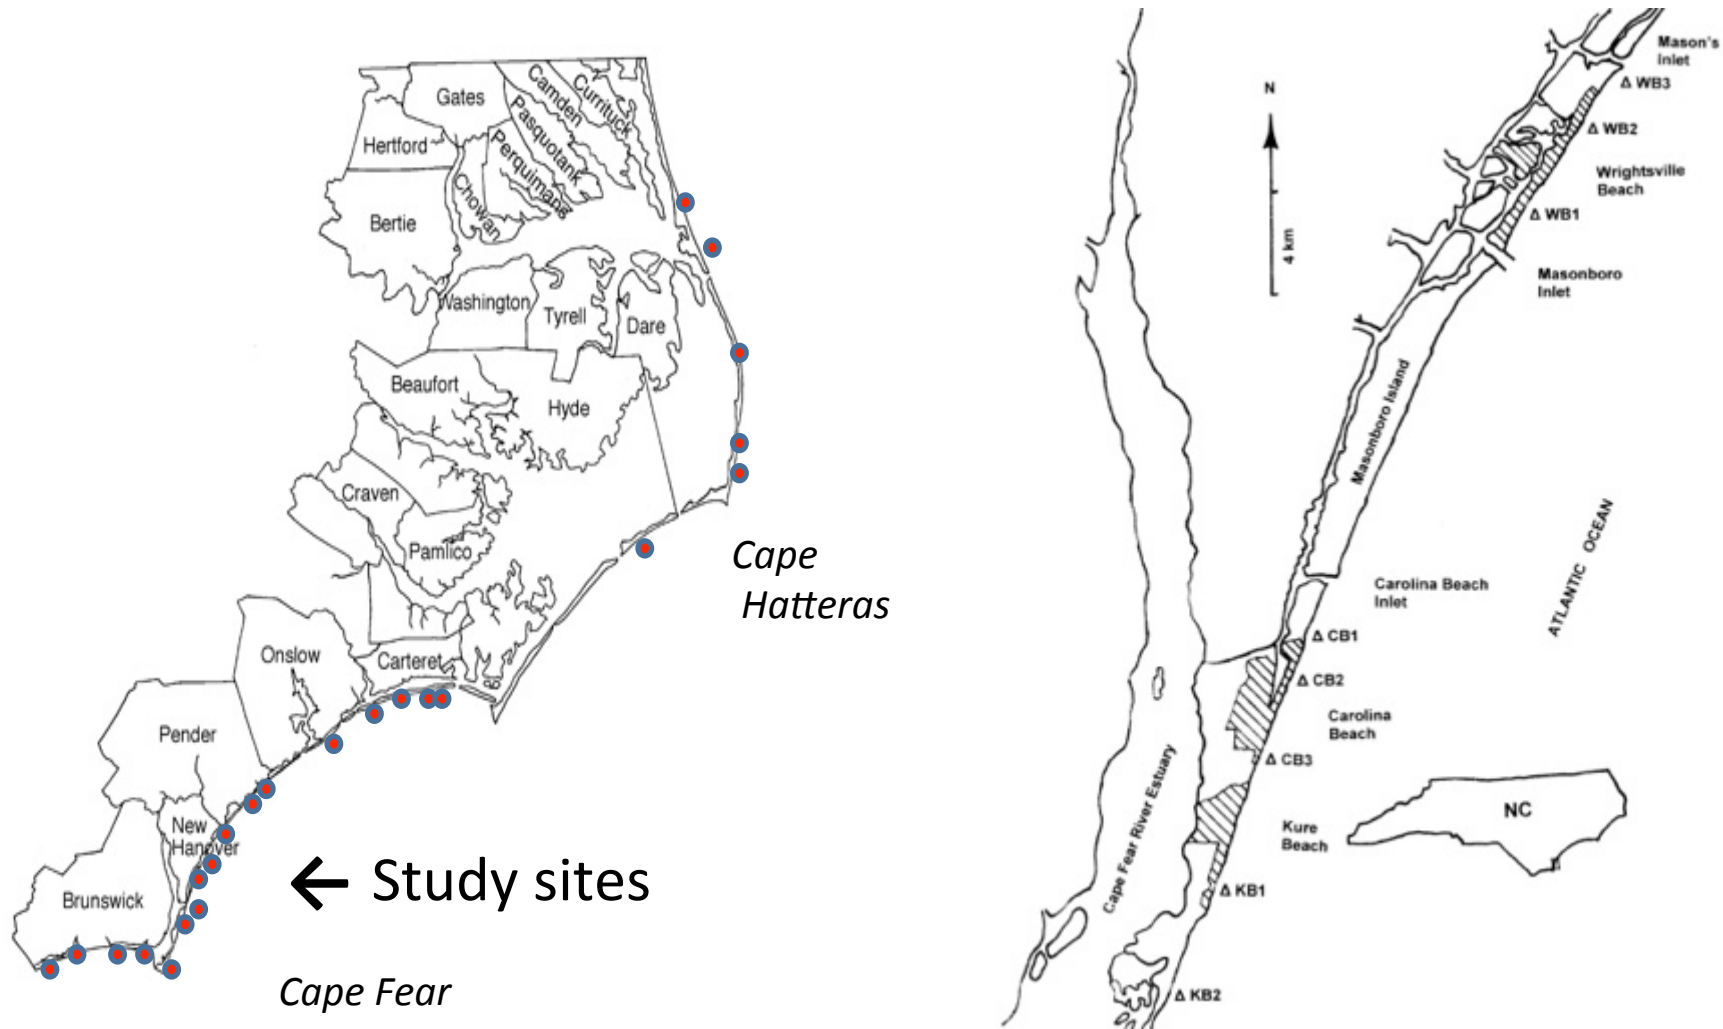 Gates
Camden
Currituck
Pasquotank
Perquimans
Hertford
Chowan
Bertie
Washington
Tyrell
Dare
Beaufort
Hyde
Craven
Pamlico
Cape
Hatteras
Onslow
Carteret
Pender
New
Hanover
Brunswick
← Study sites
Cape Fear
N
4 km
Mason's
Inlet
Δ WB3
Δ WB2
Wrightsville
Beach
Δ WB1
Masonboro
Inlet
Masonboro Island
ATLANTIC OCEAN
Carolina Beach
Inlet
Δ CB1
Δ CB2
Carolina
Beach
Δ CB3
Cape Fear River Estuary
NC
Kure
Beach
Δ KB1
Δ KB2